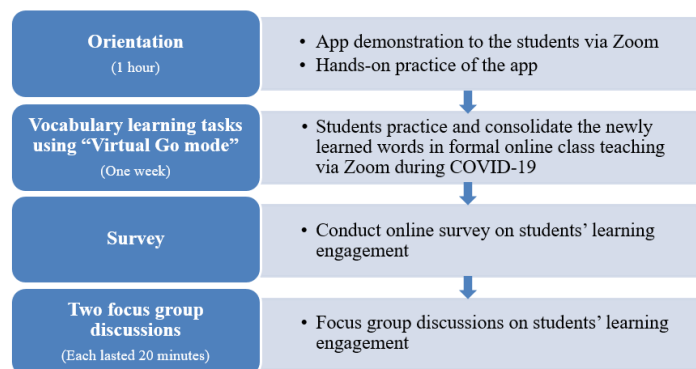 Orientation
(1 hour)
• App demonstration to the students via Zoom
• Hands-on practice of the app
Vocabulary learning tasks
using “Virtual Go mode”
(One week)
• Students practice and consolidate the newly
learned words in formal online class teaching
via Zoom during COVID-19
Survey
• Conduct online survey on students’ learning
engagement
Two focus group
discussions
(Each lasted 20 minutes)
• Focus group discussions on students’ learning
engagement